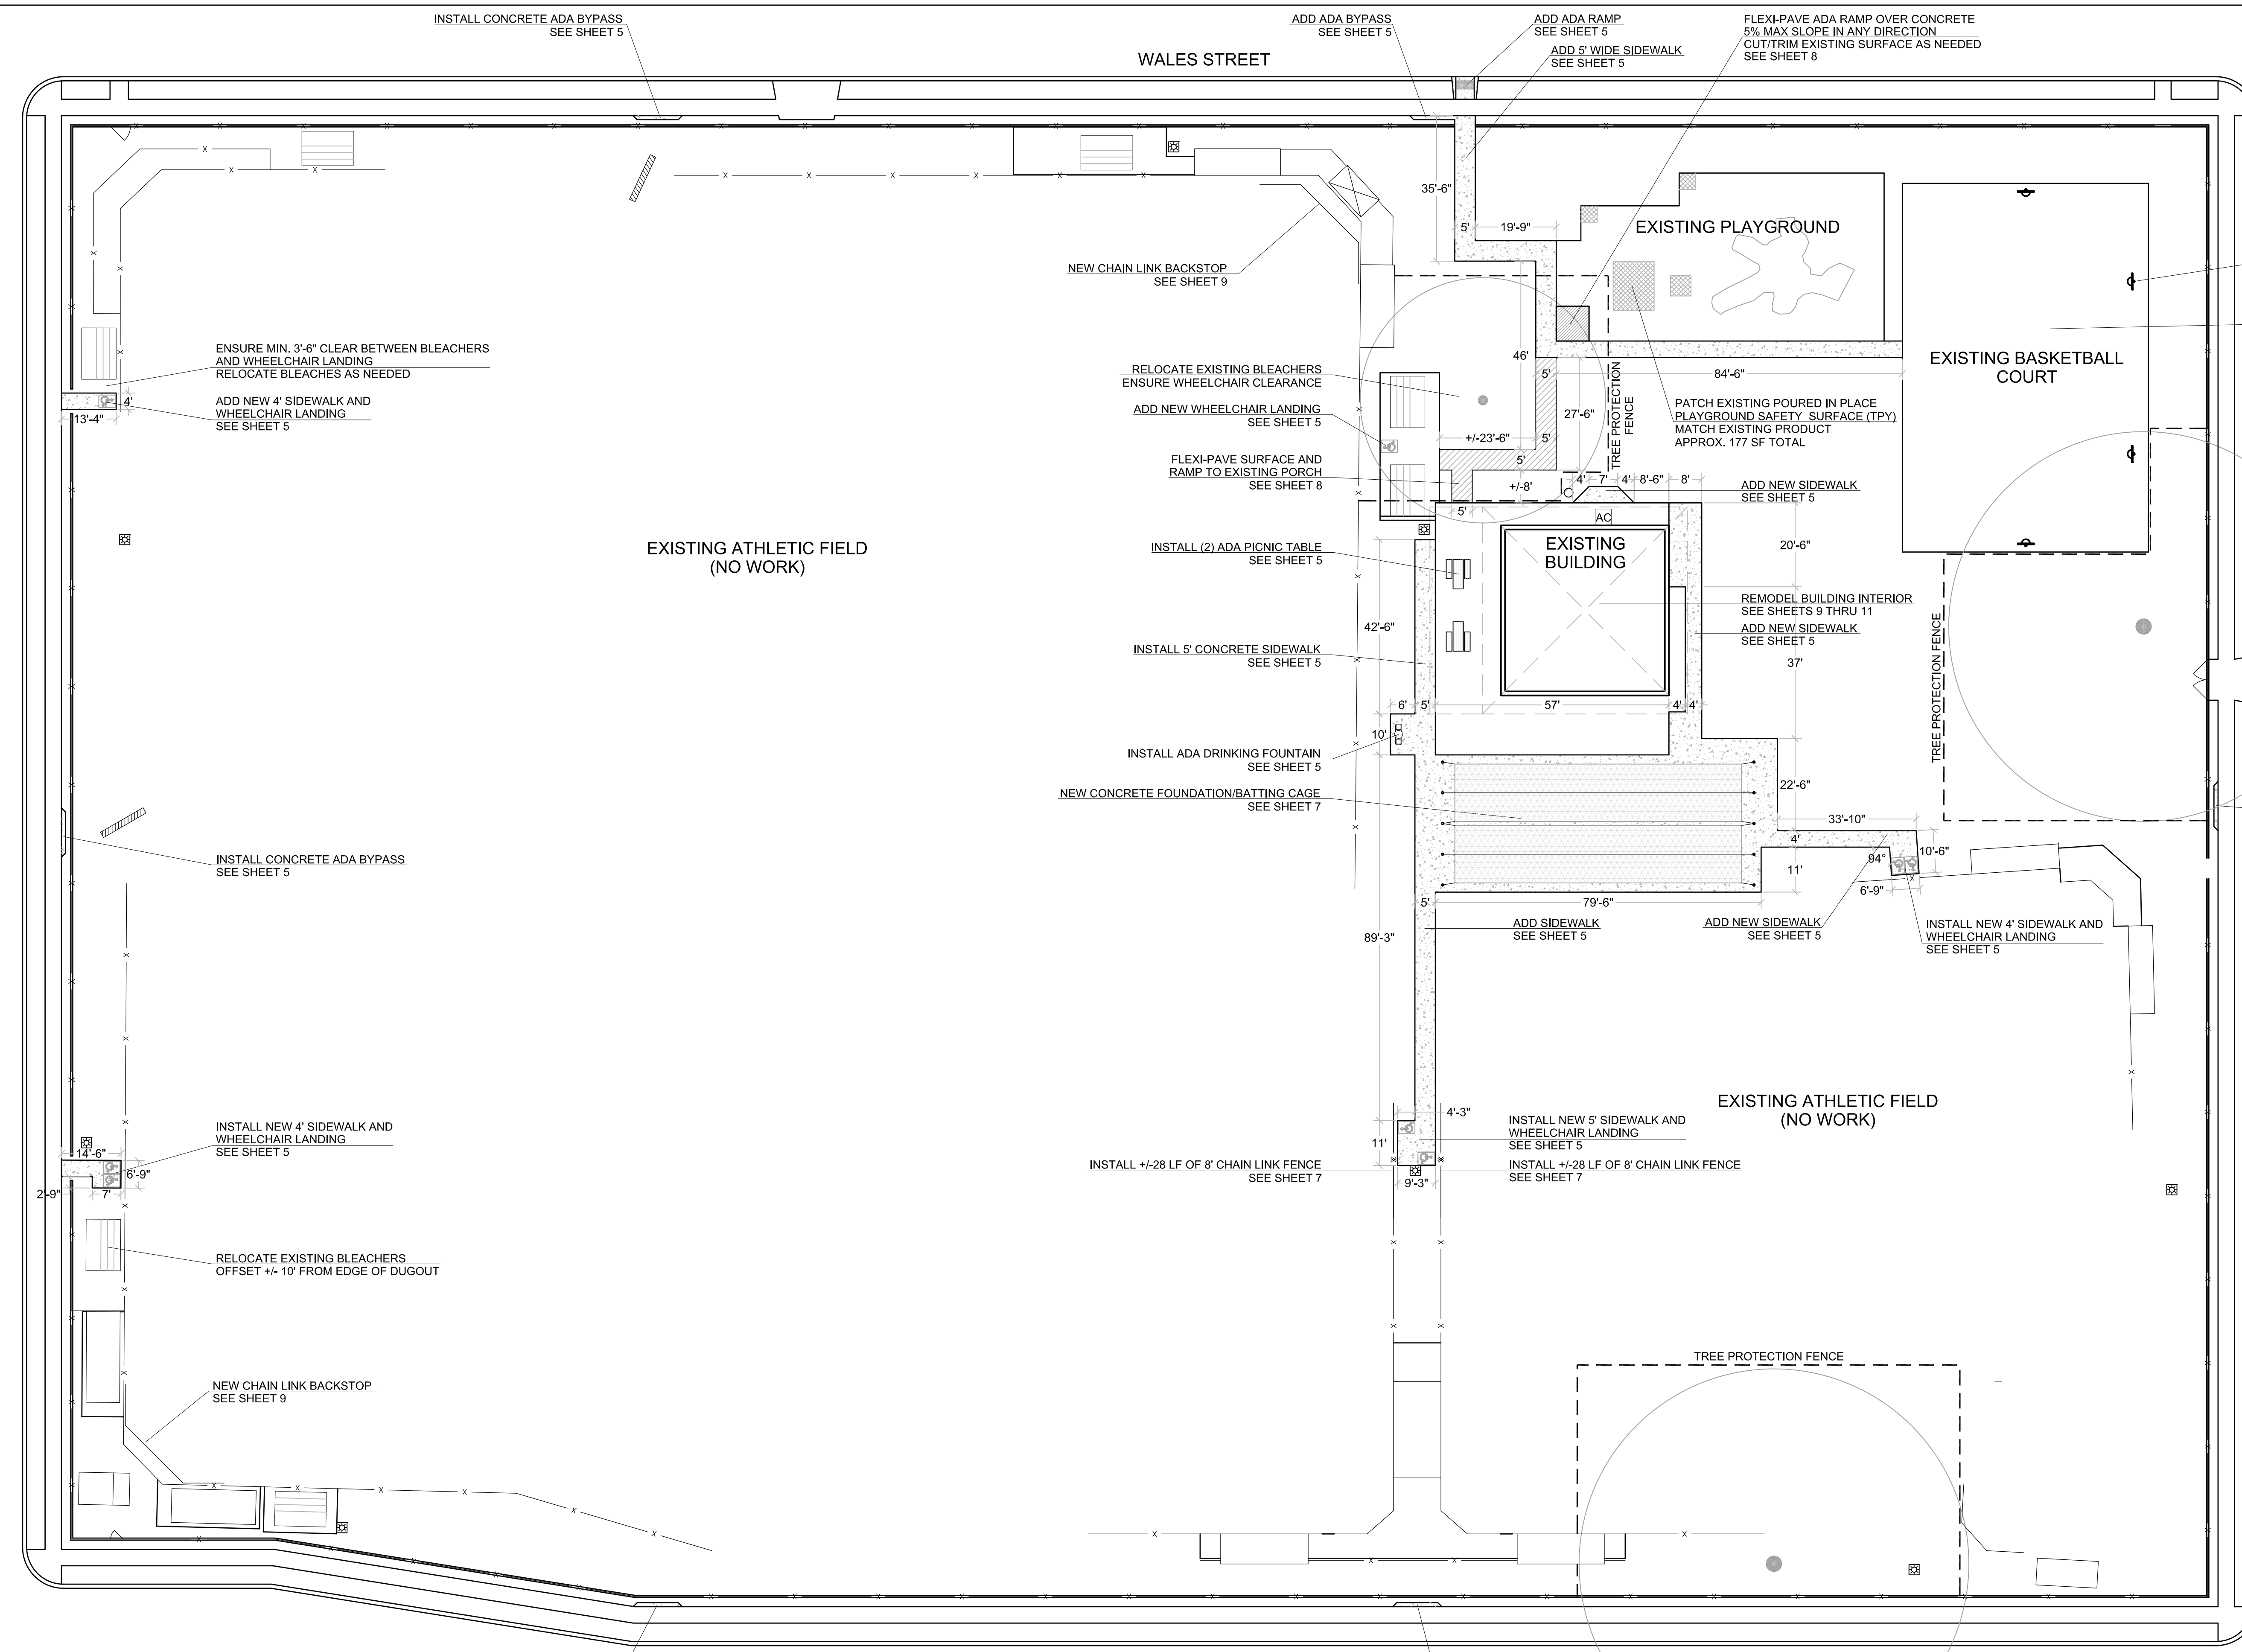 INSTALL CONCRETE ADA BYPASS
SEE SHEET 5
ADD ADA BYPASS
SEE SHEET 5
ADD ADA RAMP
SEE SHEET 5
ADD 5' WIDE SIDEWALK
SEE SHEET 5
FLEXI-PAVE ADA RAMP OVER CONCRETE
5% MAX SLOPE IN ANY DIRECTION
CUT/TRIM EXISTING SURFACE AS NEEDED
SEE SHEET 8
WALES STREET
35'-6"
5'
19'-9"
EXISTING PLAYGROUND
NEW CHAIN LINK BACKSTOP
SEE SHEET 9
ENSURE MIN. 3'-6" CLEAR BETWEEN BLEACHERS
AND WHEELCHAIR LANDING
RELOCATE BLEACHES AS NEEDED
ADD NEW 4' SIDEWALK AND
WHEELCHAIR LANDING
SEE SHEET 5
4'
13'-4"
RELOCATE EXISTING BLEACHERS
ENSURE WHEELCHAIR CLEARANCE
ADD NEW WHEELCHAIR LANDING
SEE SHEET 5
FLEXI-PAVE SURFACE AND
RAMP TO EXISTING PORCH
SEE SHEET 8
46'
5'
84'-6"
27'-6"
+/-23'-6"
5'
5'
+/-8'
5'
TREE PROTECTION
FENCE
EXISTING BASKETBALL
COURT
PATCH EXISTING POURED IN PLACE
PLAYGROUND SAFETY SURFACE (TPY)
MATCH EXISTING PRODUCT
APPROX. 177 SF TOTAL
4'
7'
4'
8'-6"
8'
ADD NEW SIDEWALK
SEE SHEET 5
AC
EXISTING
BUILDING
20'-6"
EXISTING ATHLETIC FIELD
(NO WORK)
INSTALL (2) ADA PICNIC TABLE
SEE SHEET 5
REMODEL BUILDING INTERIOR
SEE SHEETS 9 THRU 11
ADD NEW SIDEWALK
SEE SHEET 5
42'-6"
INSTALL 5' CONCRETE SIDEWALK
SEE SHEET 5
37'
TREE PROTECTION FENCE
6'
5'
57'
4'
4'
10'
INSTALL ADA DRINKING FOUNTAIN
SEE SHEET 5
NEW CONCRETE FOUNDATION/BATTING CAGE
SEE SHEET 7
22'-6"
33'-10"
4'
94°
10'-6"
11'
6'-9"
INSTALL CONCRETE ADA BYPASS
SEE SHEET 5
5'
79'-6"
ADD SIDEWALK
SEE SHEET 5
ADD NEW SIDEWALK
SEE SHEET 5
INSTALL NEW 4' SIDEWALK AND
WHEELCHAIR LANDING
SEE SHEET 5
89'-3"
EXISTING ATHLETIC FIELD
(NO WORK)
4'-3"
11'
INSTALL NEW 5' SIDEWALK AND
WHEELCHAIR LANDING
SEE SHEET 5
INSTALL +/-28 LF OF 8' CHAIN LINK FENCE
SEE SHEET 7
INSTALL +/-28 LF OF 8' CHAIN LINK FENCE
SEE SHEET 7
9'-3"
INSTALL NEW 4' SIDEWALK AND
WHEELCHAIR LANDING
SEE SHEET 5
14'-6"
6'-9"
2'-9"
7'
RELOCATE EXISTING BLEACHERS
OFFSET +/- 10' FROM EDGE OF DUGOUT
NEW CHAIN LINK BACKSTOP
SEE SHEET 9
TREE PROTECTION FENCE